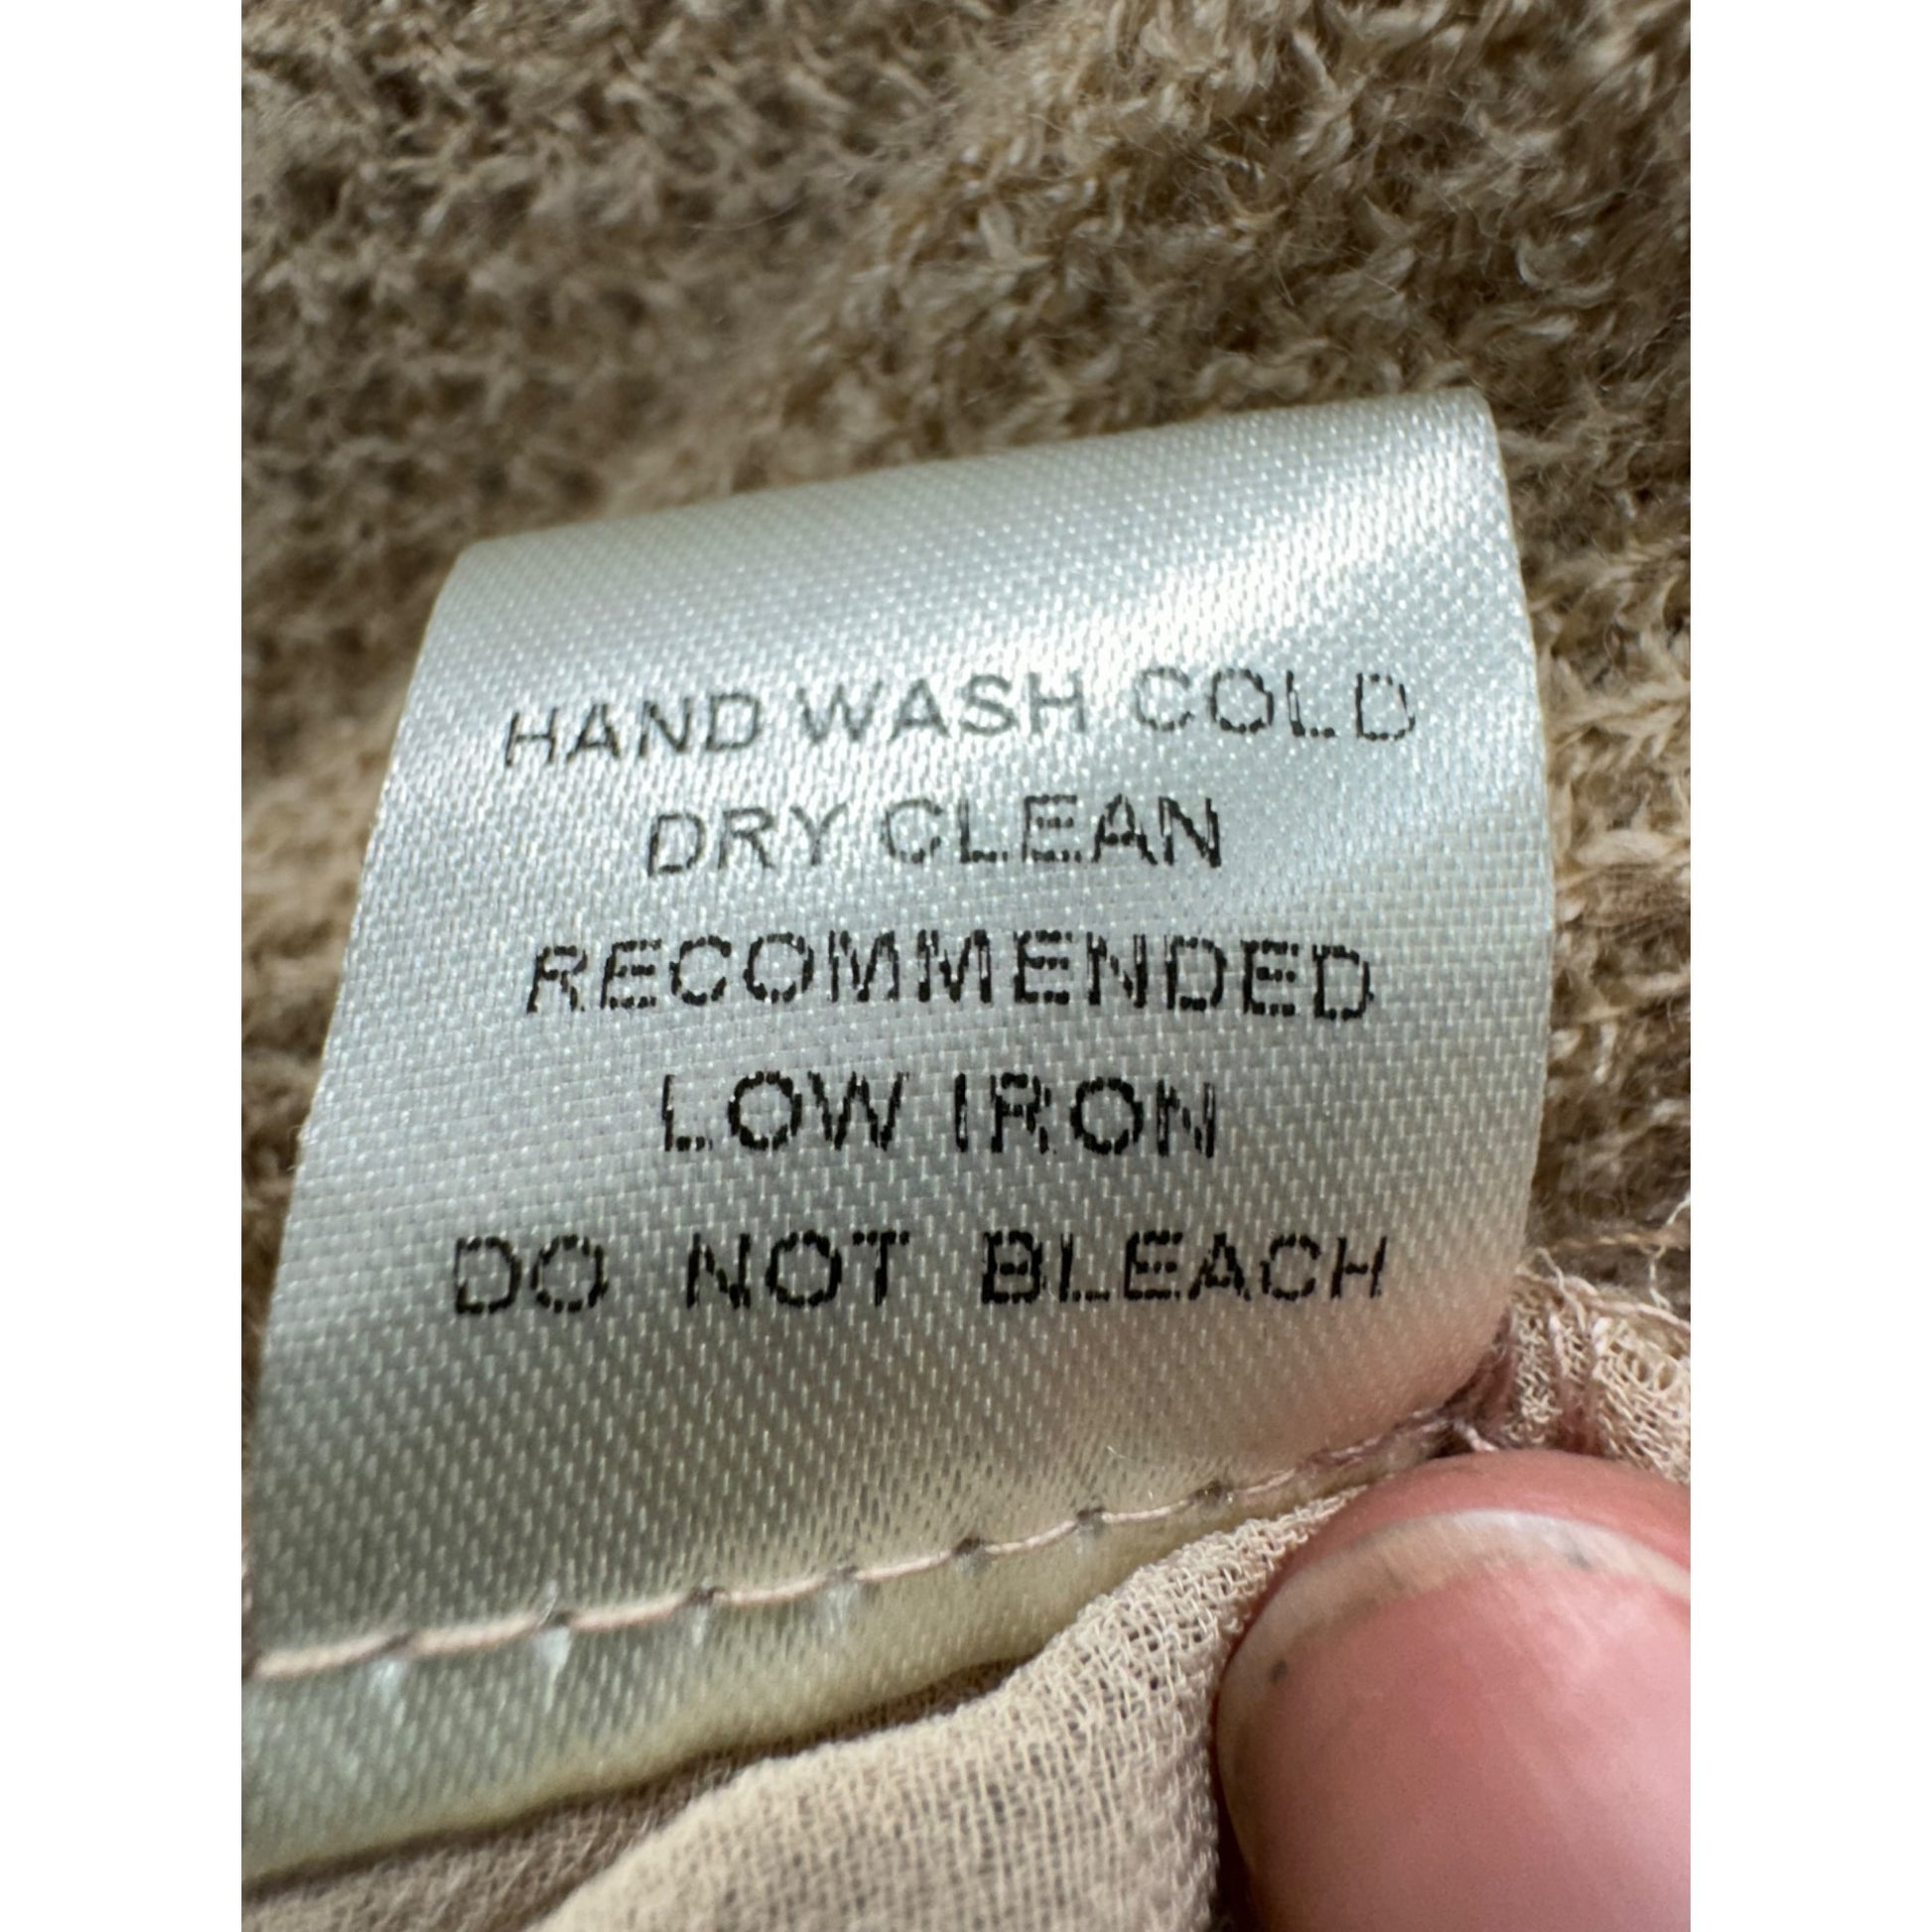 HAND WASH COLD
DRY CLEAN
RECOMMENDED
LOW IRON
DO NOT BLEACH